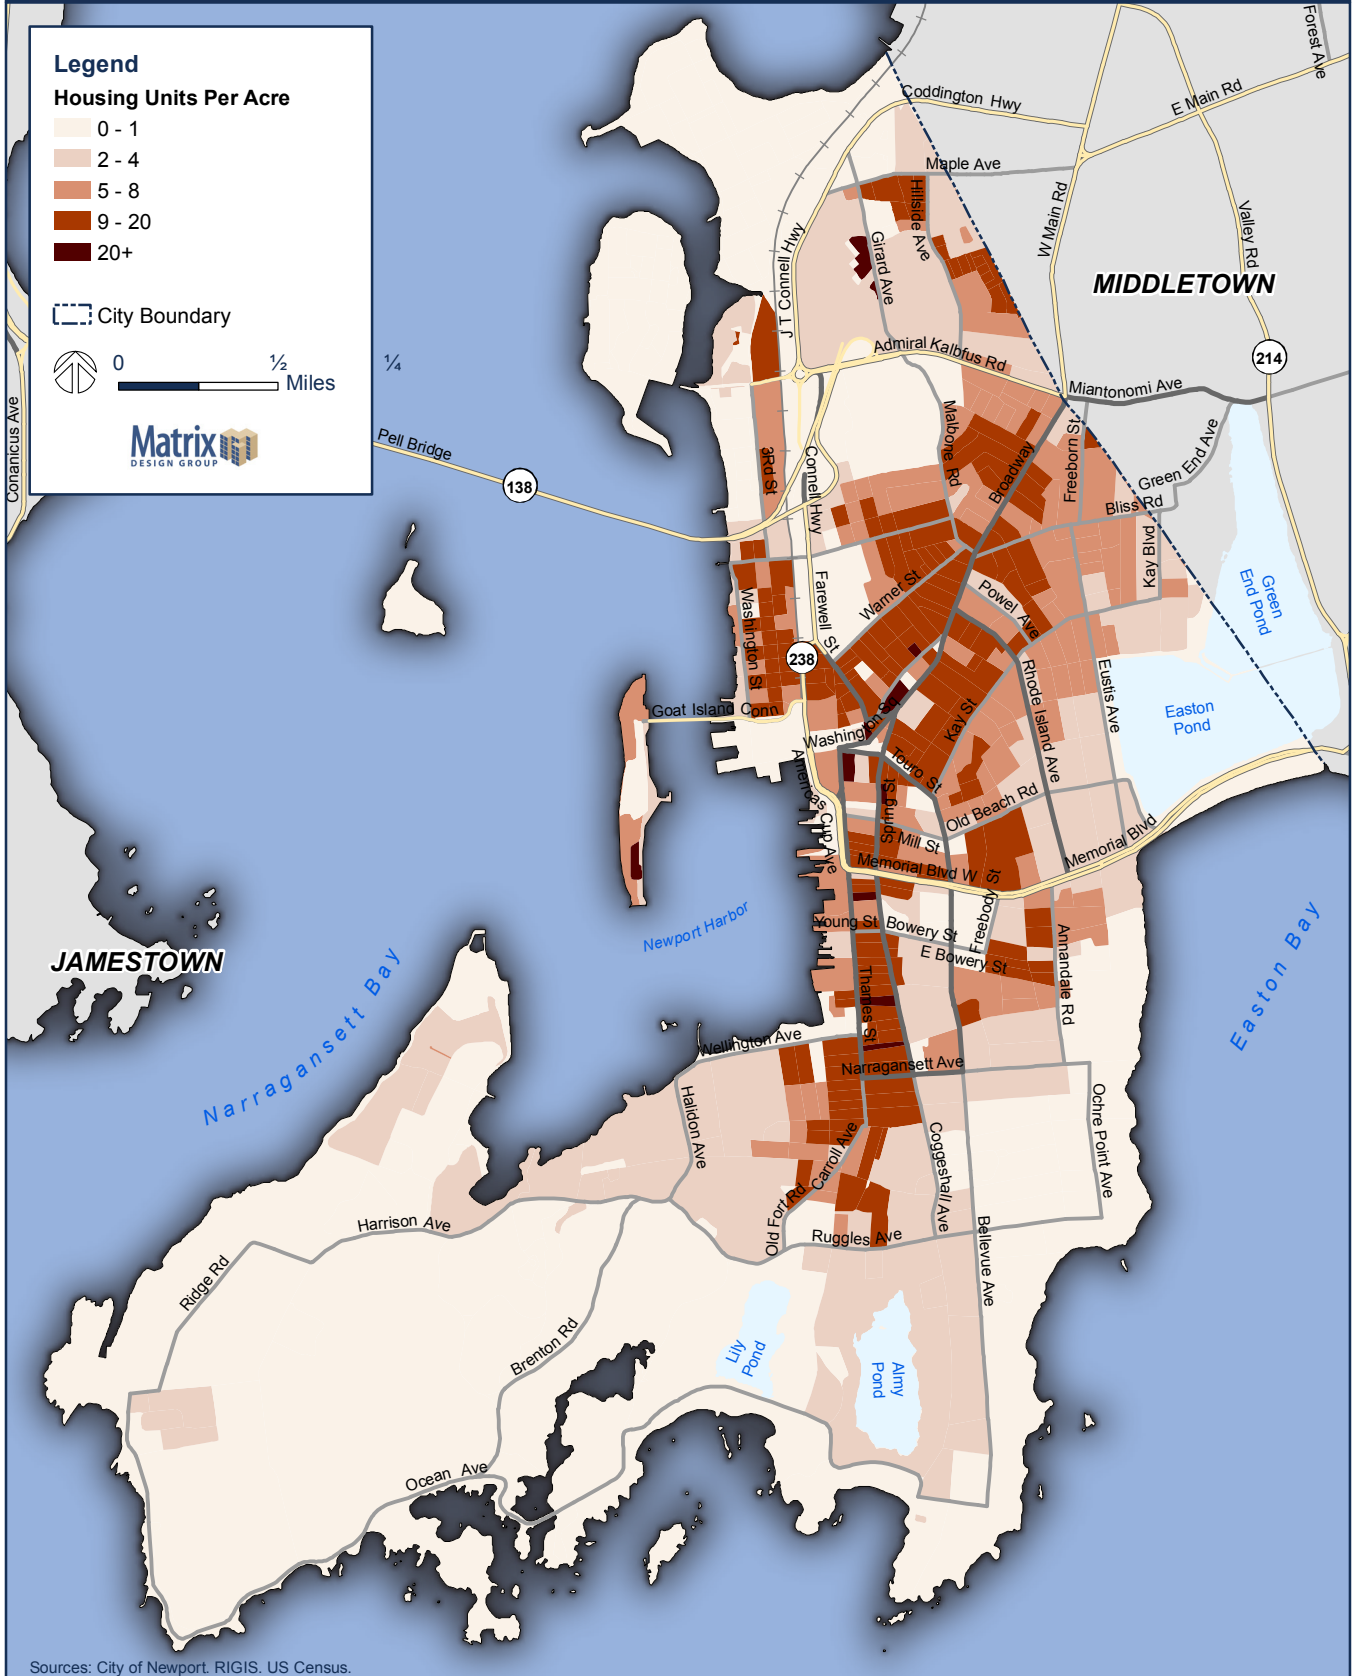 Legend
Housing Units Per Acre
0 - 1
2 - 4
5 - 8
9 - 20
20+
City Boundary
0
½
¼
Miles
Matrix
DESIGN GROUP
Conanicus Ave
Pell Bridge
138
Forest Ave
Coddington Hwy
E Main Rd
Maple Ave
W Main Rd
Valley Rd
Hillside Ave
Girard Ave
J T Connell Hwy
MIDDLETOWN
214
Admiral Kalbfus Rd
Miantonomi Ave
Malbone Rd
Broadway
Freeborn St
Green End Ave
Bliss Rd
3Rd St
Connell Hwy
Kay Blvd
Green
End Pond
Farewell St
Warner St
Powel Ave
Washington St
238
Rhode Island Ave
Eustis Ave
Easton
Pond
Goat Island Conn
Washington Sq
Kay St
Touro St
Americas Cup Ave
Spring St
Old Beach Rd
Mill St
Memorial Blvd
Memorial Blvd W
Newport Harbor
Freebody St
Young St
Bowery St
E Bowery St
Annandale Rd
JAMESTOWN
Narragansett Bay
Easton Bay
Thames St
Wellington Ave
Narragansett Ave
Halidon Ave
Ochre Point Ave
Carroll Ave
Coggeshall Ave
Old Fort Rd
Harrison Ave
Ruggles Ave
Bellevue Ave
Ridge Rd
Brenton Rd
Lily
Pond
Almy
Pond
Ocean Ave
Sources: City of Newport. RIGIS. US Census.